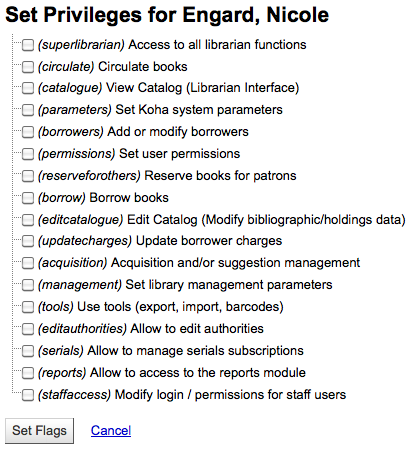 Set Privileges for Engard, Nicole
(superlibrarian) Access to all librarian functions
(circulate) Circulate books
(catalogue) View Catalog (Librarian Interface)
(parameters) Set Koha system parameters
(borrowers) Add or modify borrowers
(permissions) Set user permissions
(reserveforothers) Reserve books for patrons
(borrow) Borrow books
(editcatalogue) Edit Catalog (Modify bibliographic/holdings data)
(updatecharges) Update borrower charges
(acquisition) Acquisition and/or suggestion management
(management) Set library management parameters
(tools) Use tools (export, import, barcodes)
(editauthorities) Allow to edit authorities
(serials) Allow to manage serials subscriptions
(reports) Allow to access to the reports module
(staffaccess) Modify login / permissions for staff users
Set Flags Cancel